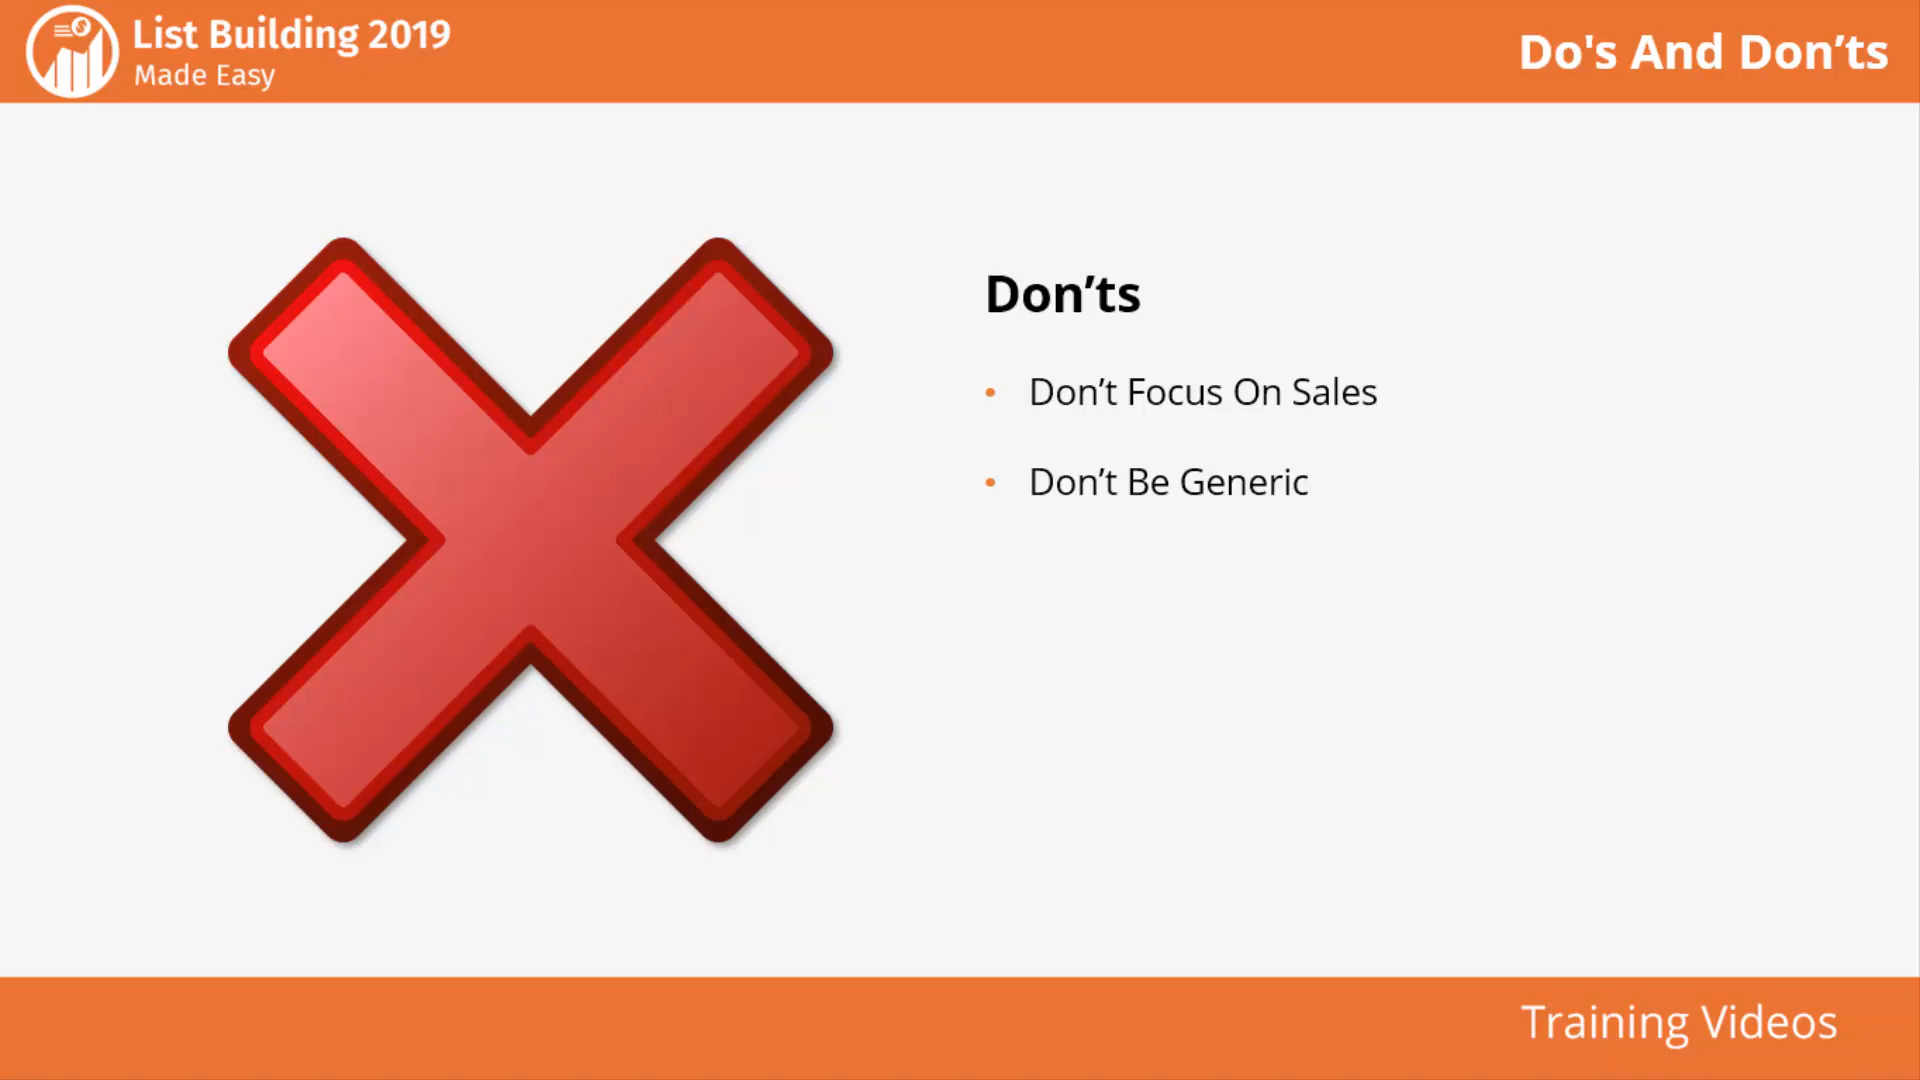 List Building 2019
Made Easy
Do's And Don’ts
Don’ts
• Don’t Focus On Sales
• Don’t Be Generic
Training Videos